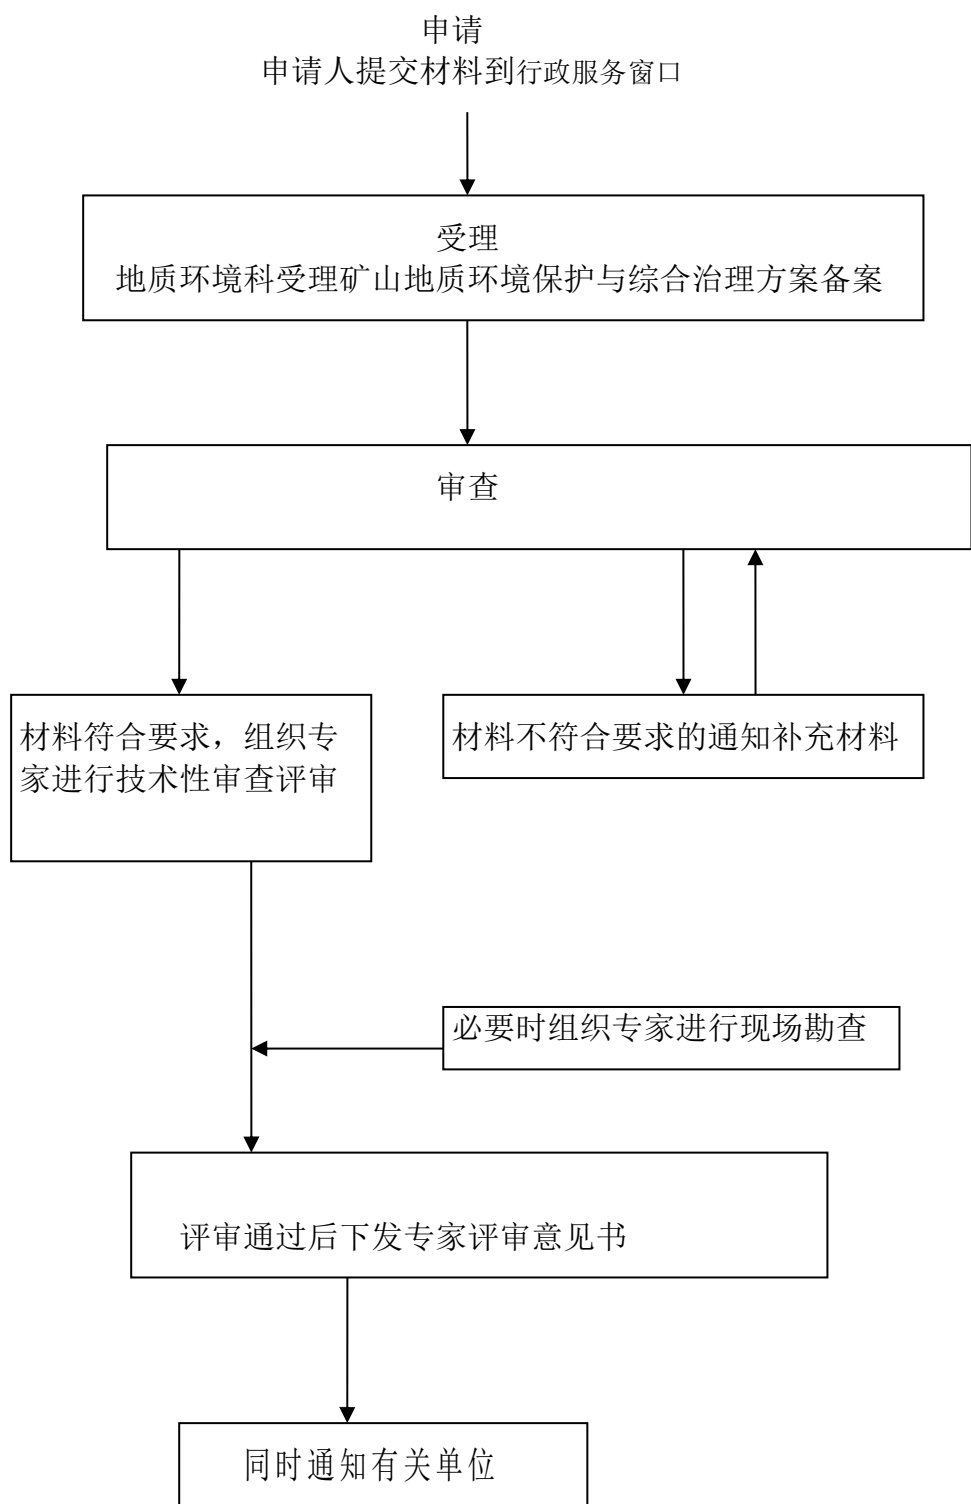 申请
申请人提交材料到行政服务窗口
受理
地质环境科受理矿山地质环境保护与综合治理方案备案
审查
材料符合要求，组织专
家进行技术性审查评审
材料不符合要求的通知补充材料
必要时组织专家进行现场勘查
评审通过后下发专家评审意见书
同时通知有关单位